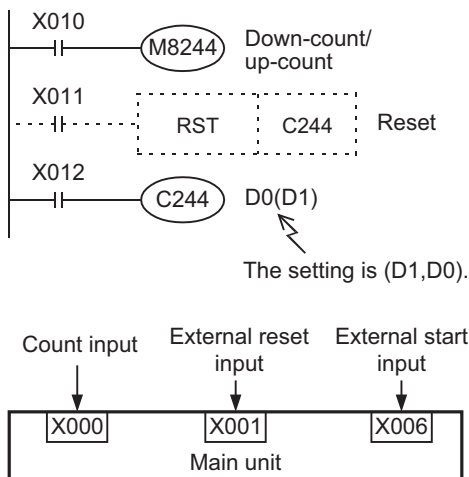 X010
M8244
Down-count/
up-count
X011
RST
C244
Reset
X012
C244
D0(D1)
The setting is (D1,D0).
Count input
External reset
input
External start
input
X000
X001
X006
Main unit